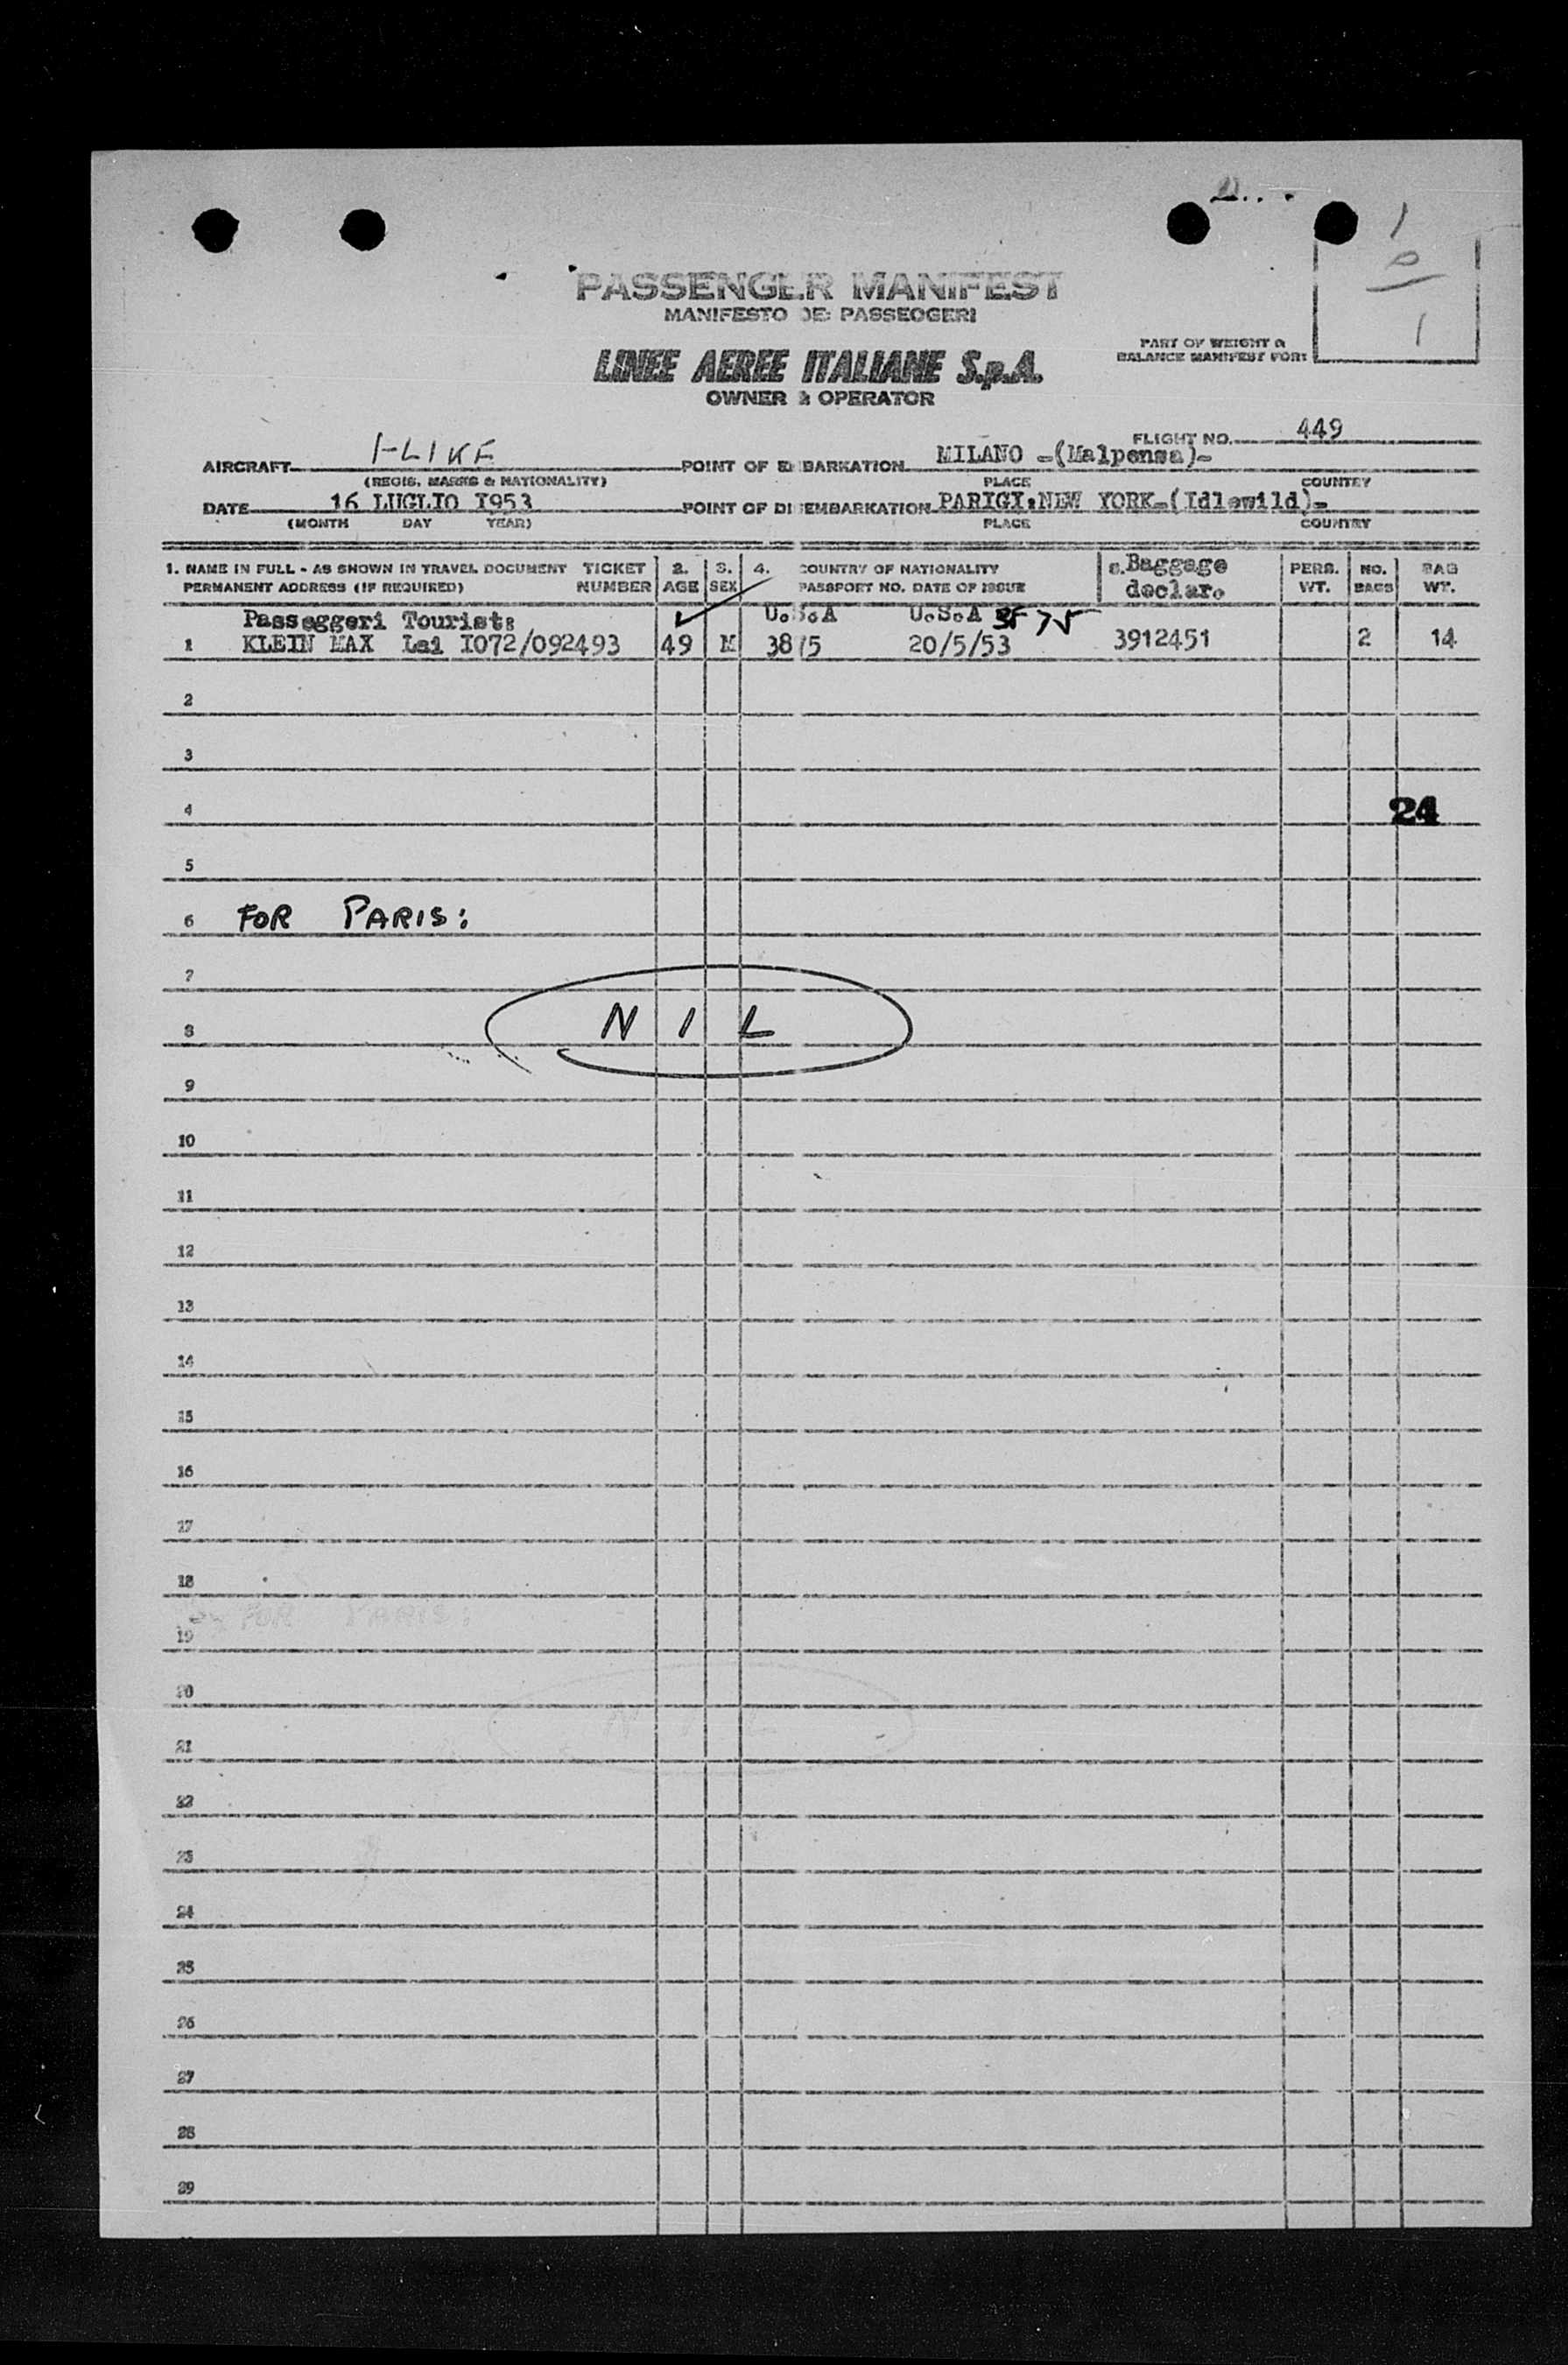 1
0
1
PASSENGER MANIFEST
MANIFESTO DEI PASSEGGERI
PART OF WEIGHT &
BALANCE MANIFEST FOR:
LINEE AEREE ITALIANE S.p.A.
OWNER & OPERATOR
FLIGHT NO. 449
AIRCRAFT I-LIKE POINT OF EMBARKATION MILANO -(Malpensa)-
(REGIS. MARKS & NATIONALITY) PLACE COUNTRY
DATE 16 LUGLIO I953 POINT OF DISEMBARKATION PARIGI:NEW YORK-(Idlewild)-
(MONTH DAY YEAR) PLACE COUNTRY
1. NAME IN FULL - AS SHOWN IN TRAVEL DOCUMENT TICKET 2. 3. 4. COUNTRY OF NATIONALITY Baggage PERS. NO. BAG
PERMANENT ADDRESS (IF REQUIRED) NUMBER AGE SEX PASSPORT NO. DATE OF ISSUE declar. WT. BAGS WT.
Passeggeri Tourist: U.S.A U.S.A
1 KLEIN MAX Lai I072/092493 49 M 38/5 20/5/53 3912451 2 14
2
3
4 24
5
6 FOR PARIS:
7
8 NIL
9
10
11
12
13
14
15
16
17
18
FOR PARIS:
19
20
NIL
21
22
23
24
25
26
27
28
29